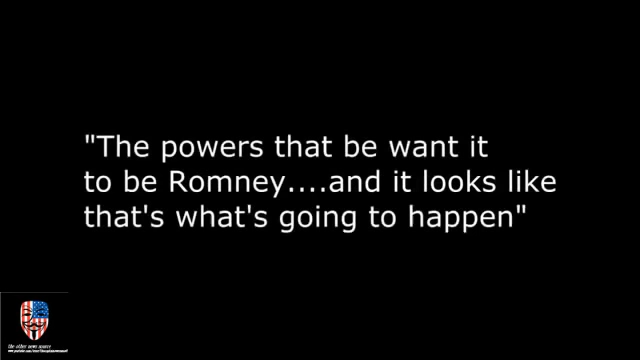 "The powers that be want it
to be Romney....and it looks like
that's what's going to happen"
the other news source